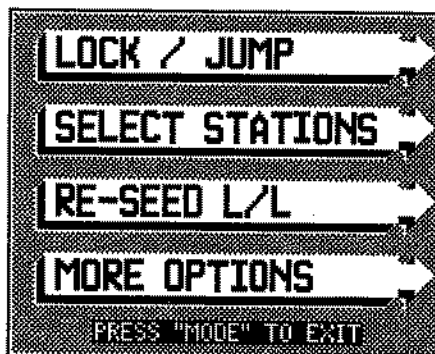 LOCK / JUMP
SELECT STATIONS
RE-SEED L/L
MORE OPTIONS
PRESS "MODE" TO EXIT